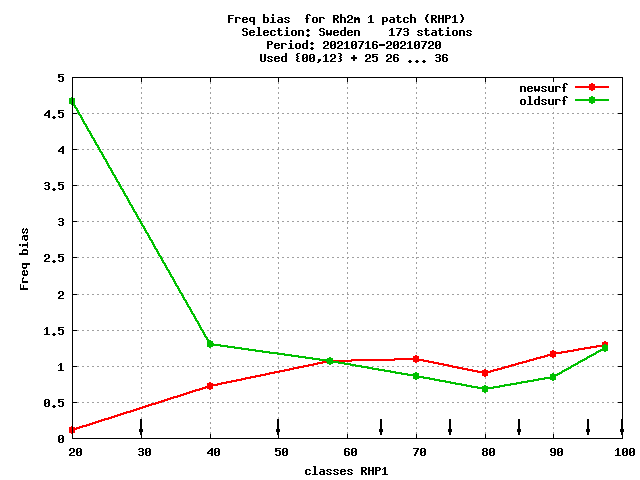 Freq bias  for Rh2m 1 patch (RHP1)
Selection: Sweden    173 stations
Period: 20210716-20210720
Used {00,12} + 25 26 ... 36
newsurf
oldsurf
5
4.5
4
3.5
3
2.5
2
1.5
1
0.5
0
Freq bias
20 30 40 50 60 70 80 90 100
classes RHP1